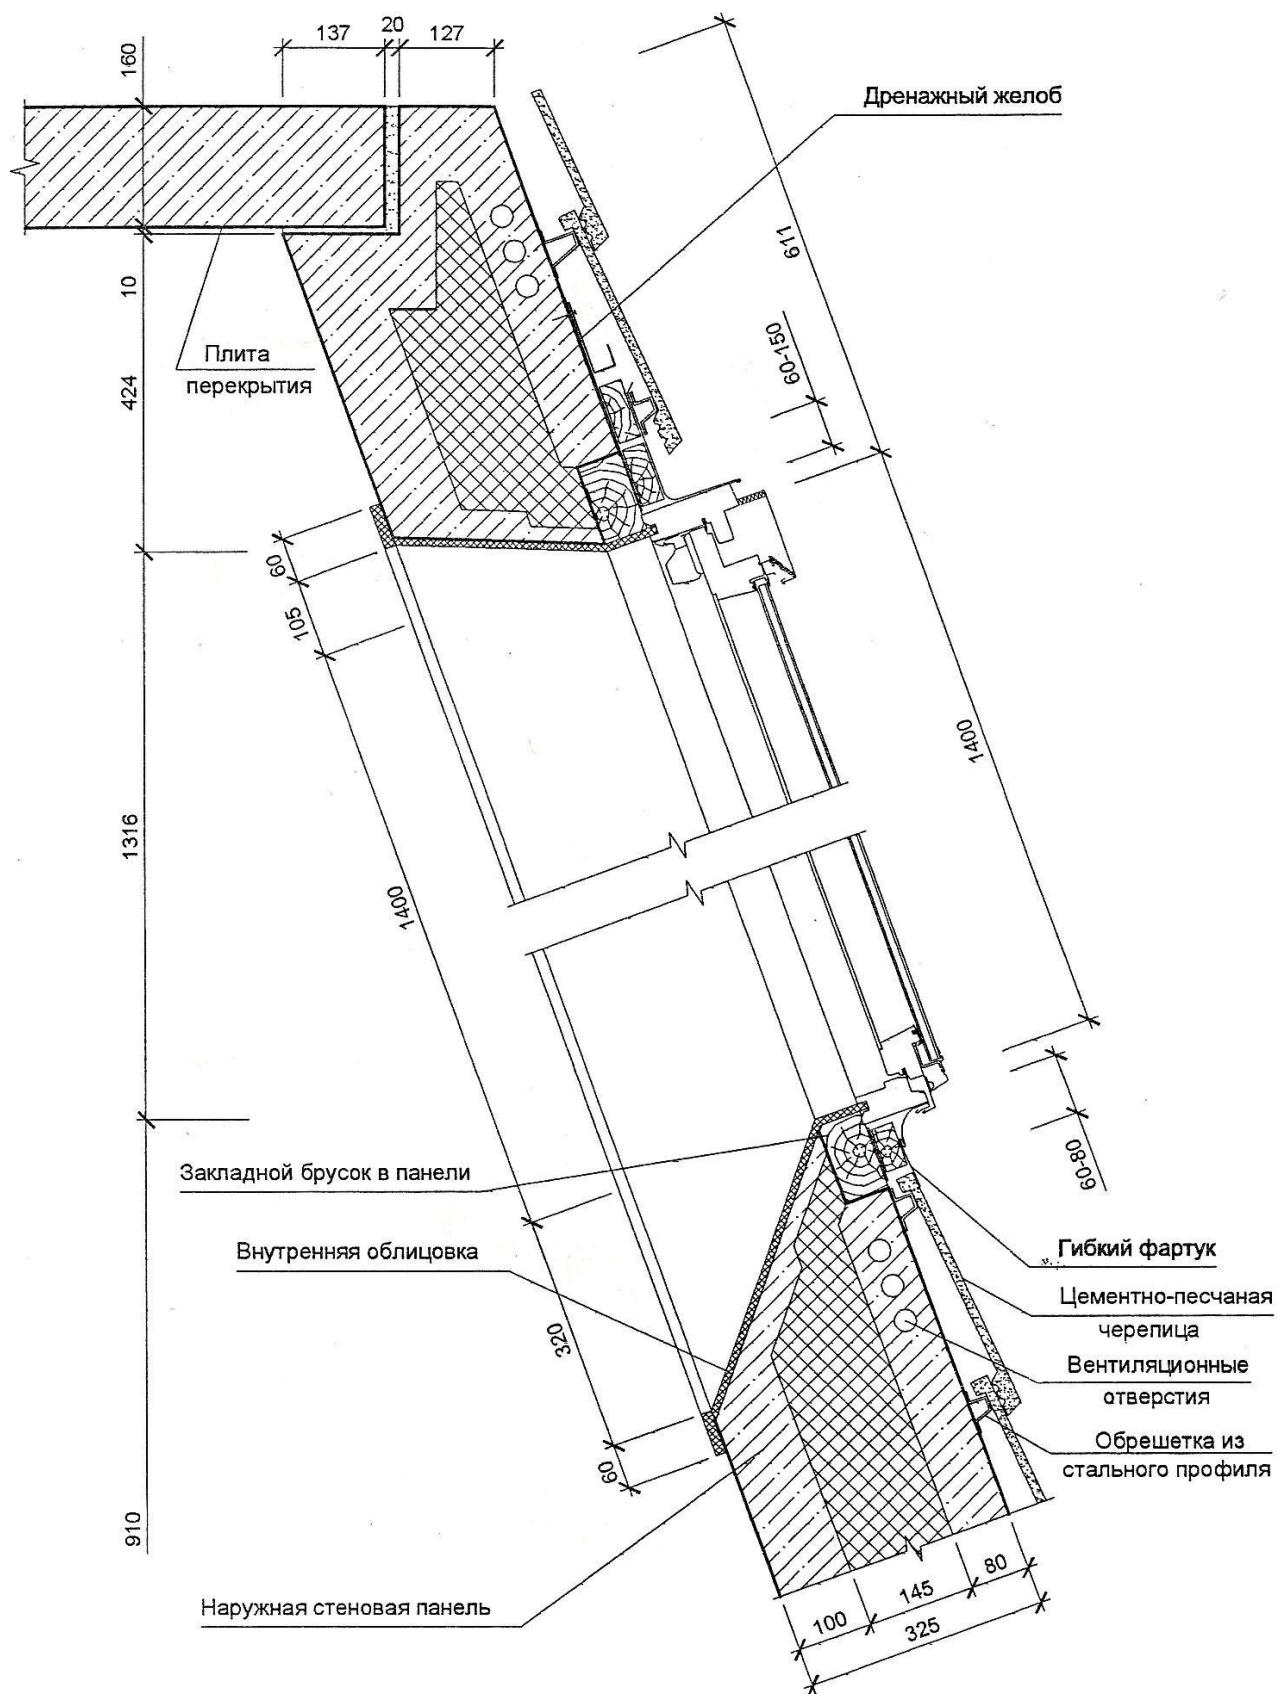 137
20
127
160
Дренажный желоб
611
10
60-150
Плита
перекрытия
424
60
105
1400
1316
1400
60-80
Закладной брусок в панели
Внутренняя облицовка
Гибкий фартук
Цементно-песчаная
черепица
320
Вентиляционные
отверстия
Обрешетка из
стального профиля
60
910
Наружная стеновая панель
100
145
80
325